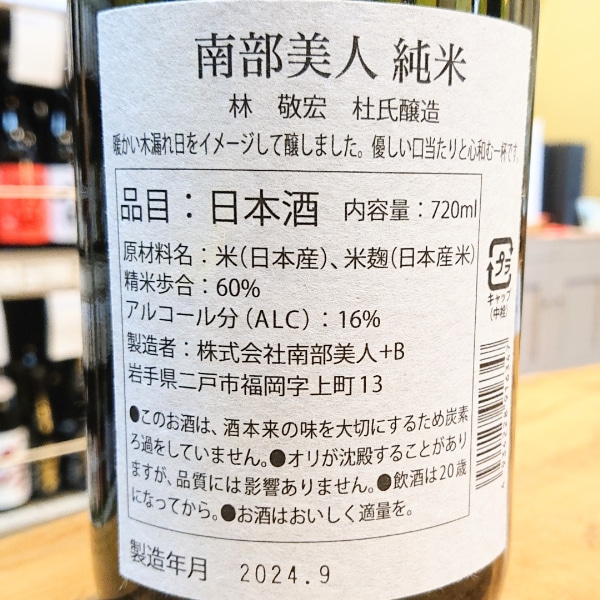 南部美人 純米
林 敬宏 杜氏醸造
暖かい木漏れ日をイメージして醸しました。優しい口当たりと心和む一杯です。
品目：日本酒 内容量：720ml
原材料名：米（日本産）、米麹（日本産米）
精米歩合：60%
アルコール分（ALC）：16%
製造者：株式会社南部美人+B
岩手県二戸市福岡字上町13
●このお酒は、酒本来の味を大切にするため炭素
ろ過をしていません。●オリが沈殿することがあり
ますが、品質には影響ありません。●飲酒は20歳
になってから。●お酒はおいしく適量を。
製造年月 2024.9
プラ
キャップ
（中栓）